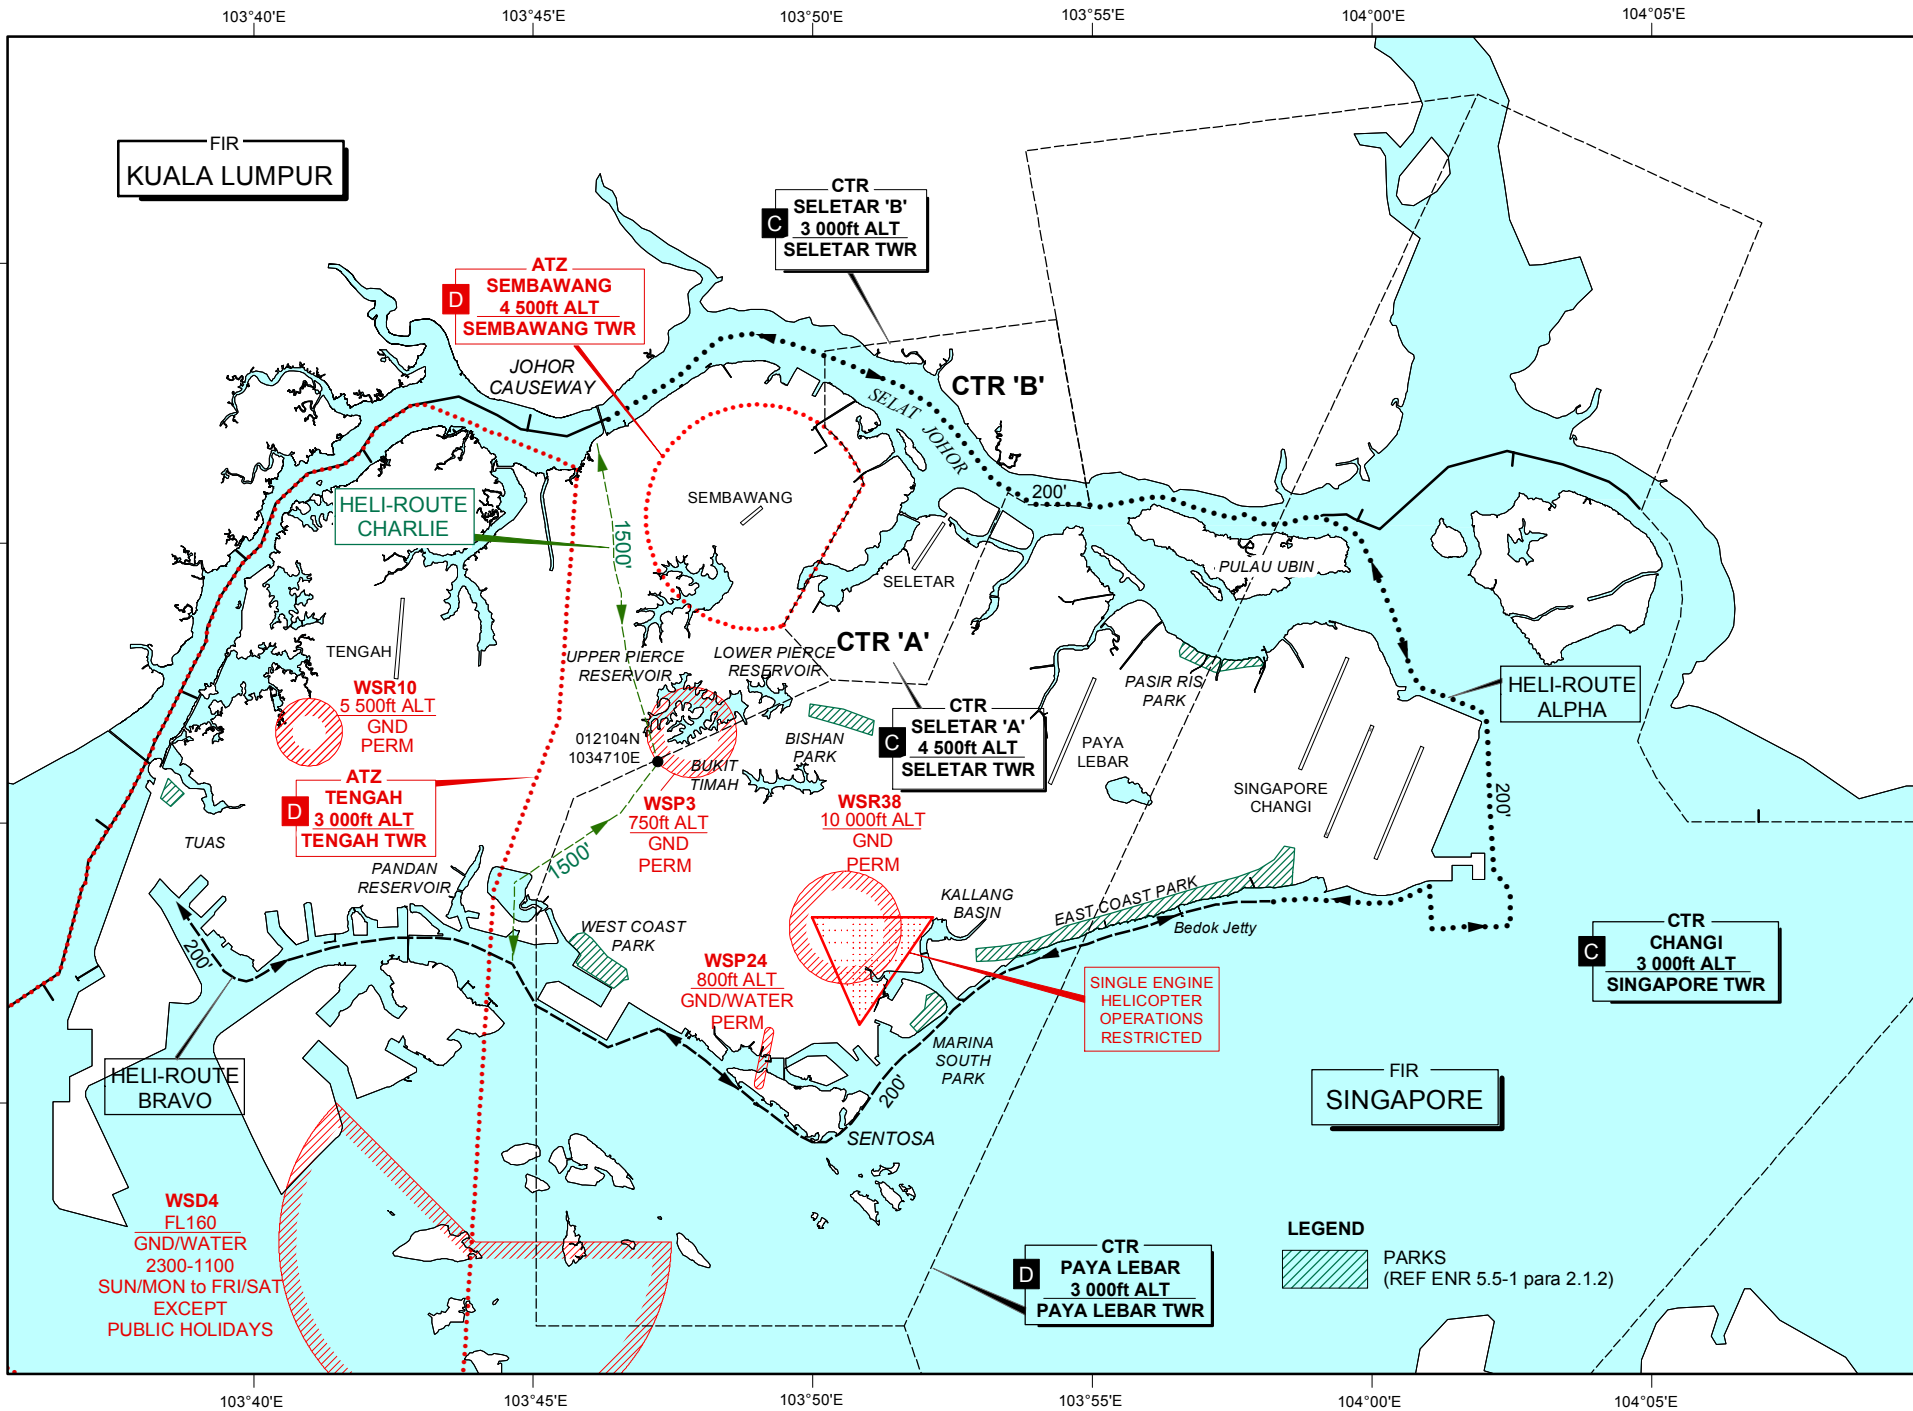 103°40'E
103°45'E
103°50'E
103°55'E
104°00'E
104°05'E
FIR
KUALA LUMPUR
CTR
SELETAR 'B'
C
3 000ft ALT
SELETAR TWR
ATZ
SEMBAWANG
D
4 500ft ALT
SEMBAWANG TWR
JOHOR
CAUSEWAY
CTR 'B'
SELAT
JOHOR
200'
HELI-ROUTE
CHARLIE
1500'
SEMBAWANG
SELETAR
PULAU UBIN
TENGAH
UPPER PIERCE
RESERVOIR
LOWER PIERCE
RESERVOIR
CTR 'A'
PASIR RIS
PARK
HELI-ROUTE
ALPHA
WSR10
5 500ft ALT
GND
PERM
012104N
1034710E
BUKIT
TIMAH
BISHAN
PARK
CTR
SELETAR 'A'
C
4 500ft ALT
SELETAR TWR
PAYA
LEBAR
SINGAPORE
CHANGI
200'
ATZ
TENGAH
D
3 000ft ALT
TENGAH TWR
WSP3
750ft ALT
GND
PERM
WSR38
10 000ft ALT
GND
PERM
TUAS
PANDAN
RESERVOIR
1500'
KALLANG
BASIN
EAST COAST PARK
Bedok Jetty
WEST COAST
PARK
200'
WSP24
800ft ALT
GND/WATER
PERM
SINGLE ENGINE
HELICOPTER
OPERATIONS
RESTRICTED
CTR
CHANGI
C
3 000ft ALT
SINGAPORE TWR
MARINA
SOUTH
PARK
200'
HELI-ROUTE
BRAVO
SENTOSA
FIR
SINGAPORE
WSD4
FL160
GND/WATER
2300-1100
SUN/MON to FRI/SAT
EXCEPT
PUBLIC HOLIDAYS
CTR
PAYA LEBAR
D
3 000ft ALT
PAYA LEBAR TWR
LEGEND
PARKS
(REF ENR 5.5-1 para 2.1.2)
103°40'E
103°45'E
103°50'E
103°55'E
104°00'E
104°05'E